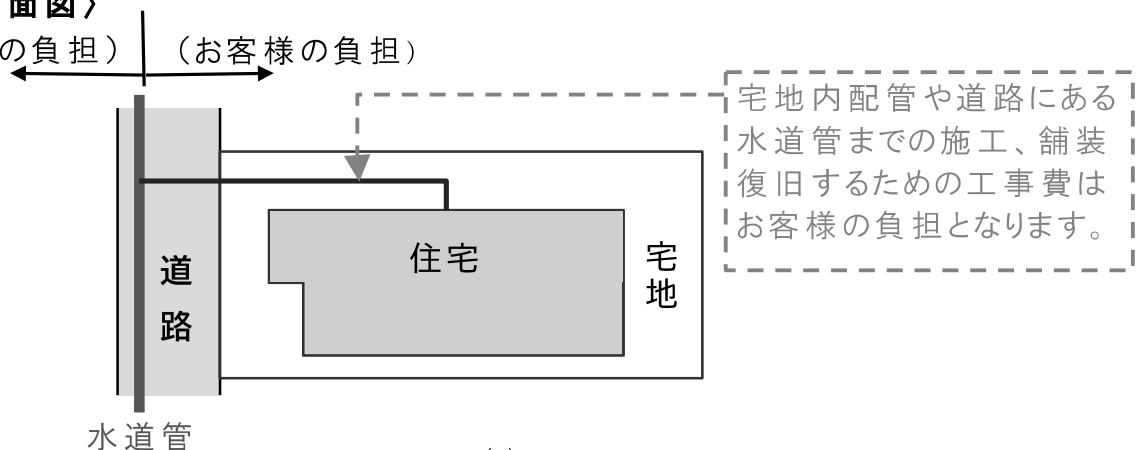 面図〉
の負担）
（お客様の負担）
宅地内配管や道路にある
水道管までの施工、舗装
復旧するための工事費は
お客様の負担となります。
住宅
宅
地
道
路
水道管